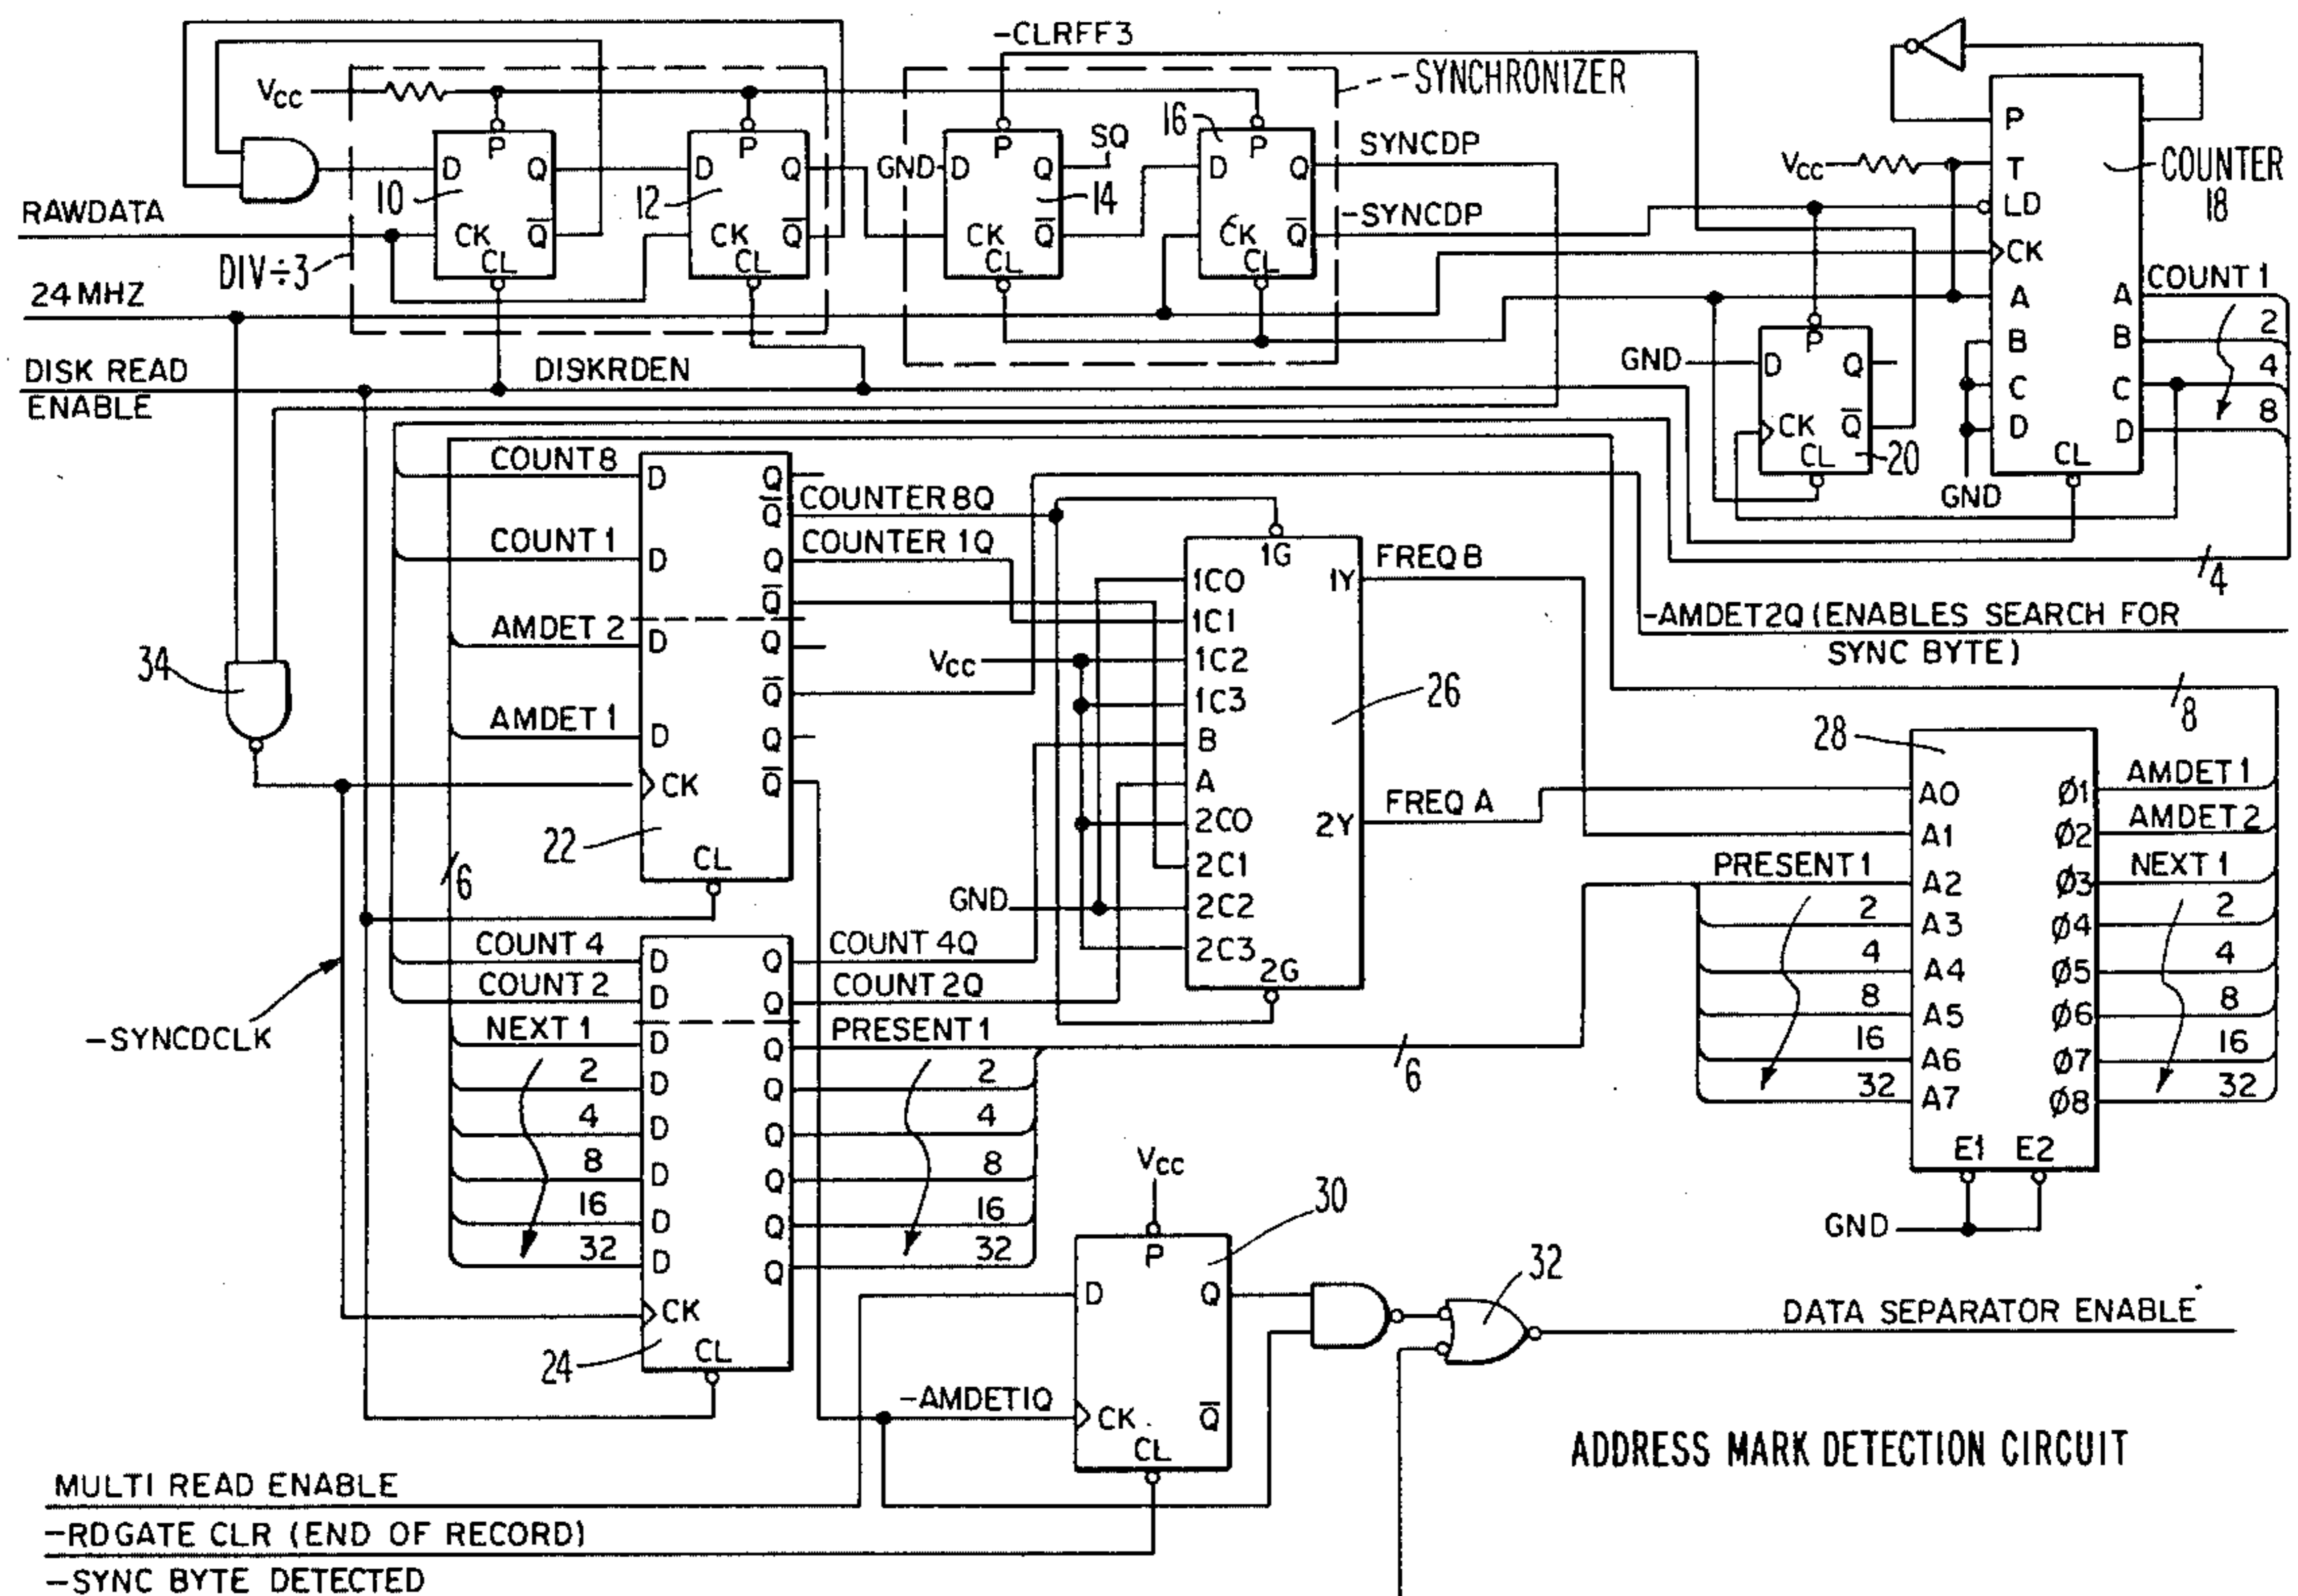 -CLRFF3
SYNCHRONIZER
VCC
P
D
Q
10
CK
Q̅
CL
P
D
Q
12
CK
Q̅
CL
GND
D
P
Q
SQ
14
CK
Q̅
CL
16
P
D
Q
CK
Q̅
CL
SYNCDP
-SYNCDP
RAWDATA
DIV÷3
24 MHZ
DISK READ
ENABLE
DISKRDEN
P
VCC
T
LD
CK
A
B
C
D
CL
GND
A
B
C
D
COUNTER
18
COUNT 1
2
4
8
GND
D
P
Q
CK
Q̅
CL
20
4
COUNT 8
COUNT 1
AMDET 2
AMDET 1
D
D
D
D
CK
22
CL
Q
Q̅
Q
Q̅
Q
Q̅
Q
Q̅
COUNTER 8Q
COUNTER 1Q
34
VCC
GND
1G
1C0
1C1
1C2
1C3
B
A
2C0
2C1
2C2
2C3
2G
1Y
2Y
26
FREQ B
FREQ A
-AMDET2Q (ENABLES SEARCH FOR
SYNC BYTE)
8
28
A0
A1
A2
A3
A4
A5
A6
A7
Ø1
Ø2
Ø3
Ø4
Ø5
Ø6
Ø7
Ø8
E1 E2
GND
AMDET 1
AMDET 2
NEXT 1
2
4
8
16
32
PRESENT 1
2
4
8
16
32
6
-SYNCDCLK
COUNT 4
COUNT 2
NEXT 1
2
4
8
16
32
D
D
D
D
D
D
D
D
CK
24
CL
Q
Q
Q
Q
Q
Q
Q
Q
COUNT 4Q
COUNT 2Q
PRESENT 1
2
4
8
16
32
6
VCC
P
30
D
Q
CK
Q̅
CL
-AMDET1Q
32
DATA SEPARATOR ENABLE
ADDRESS MARK DETECTION CIRCUIT
MULTI READ ENABLE
-RDGATE CLR (END OF RECORD)
-SYNC BYTE DETECTED